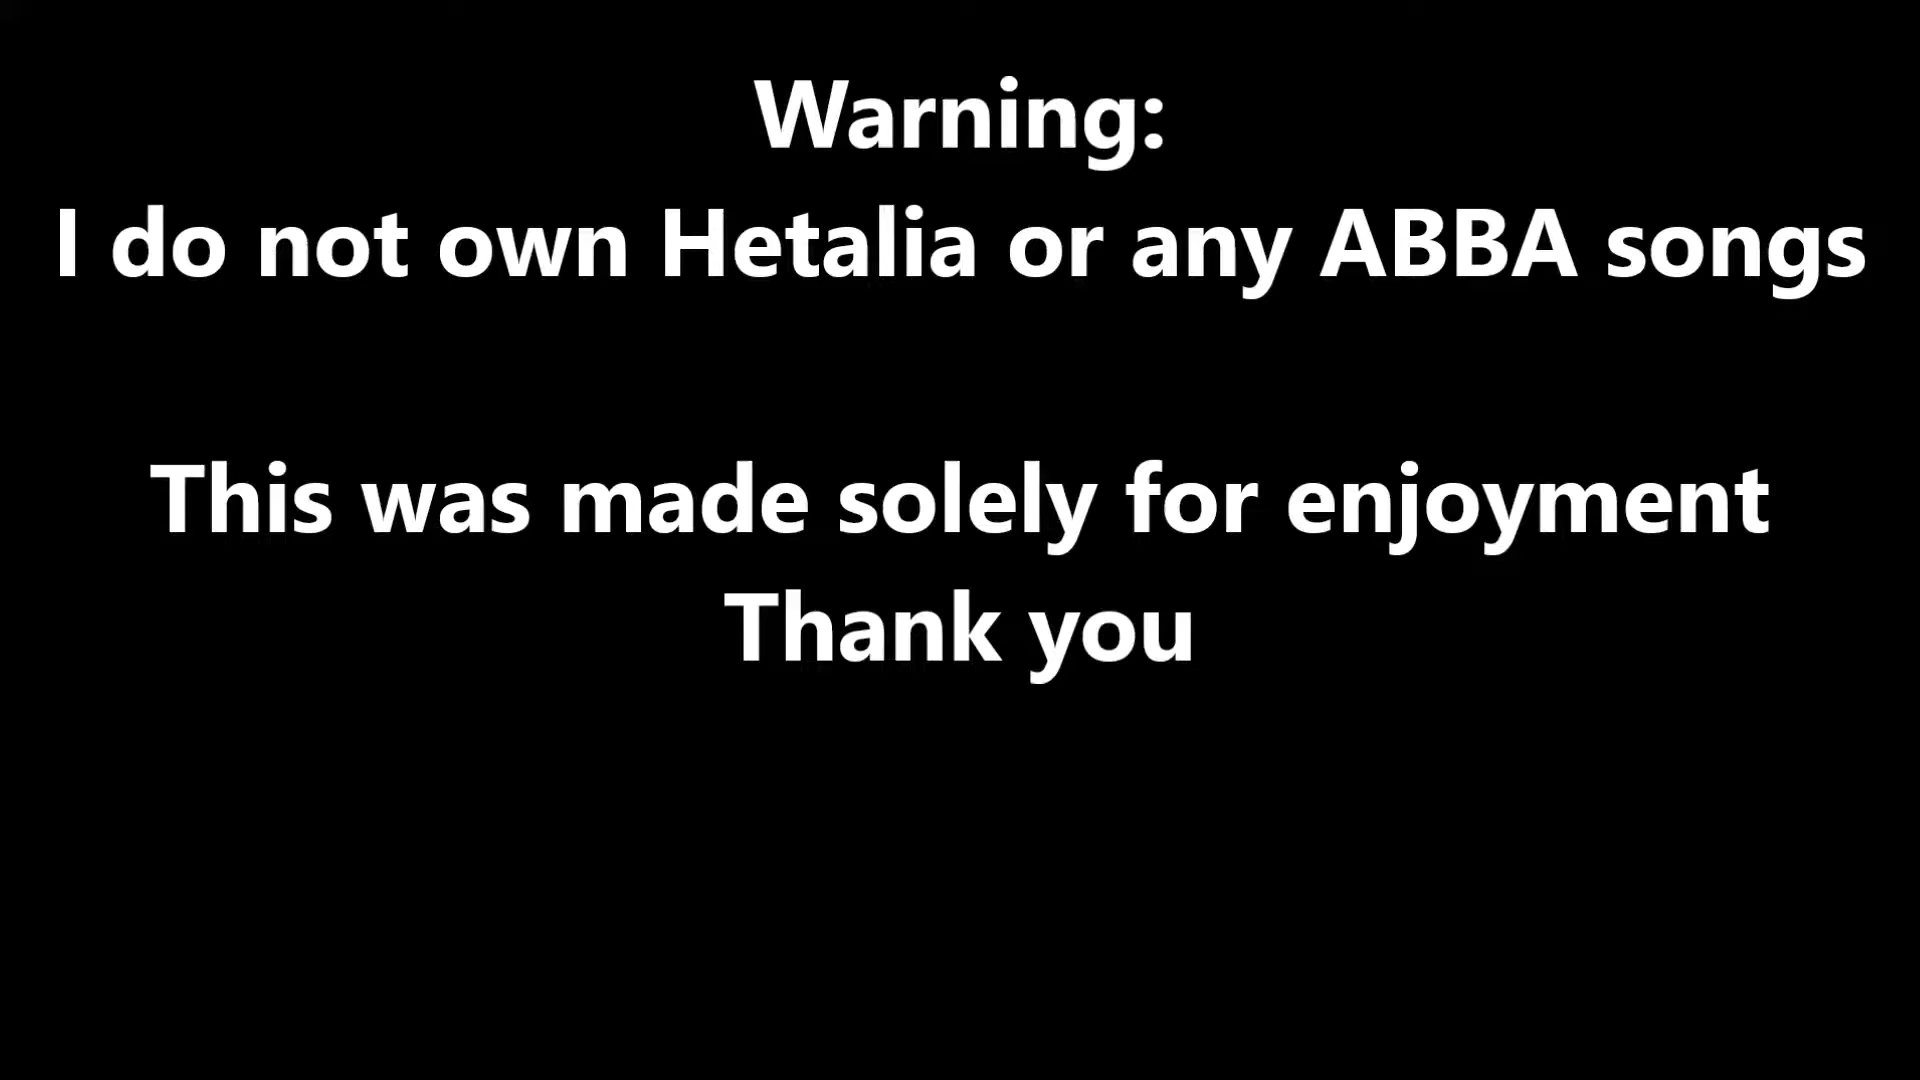 Warning:
I do not own Hetalia or any ABBA songs
This was made solely for enjoyment
Thank you